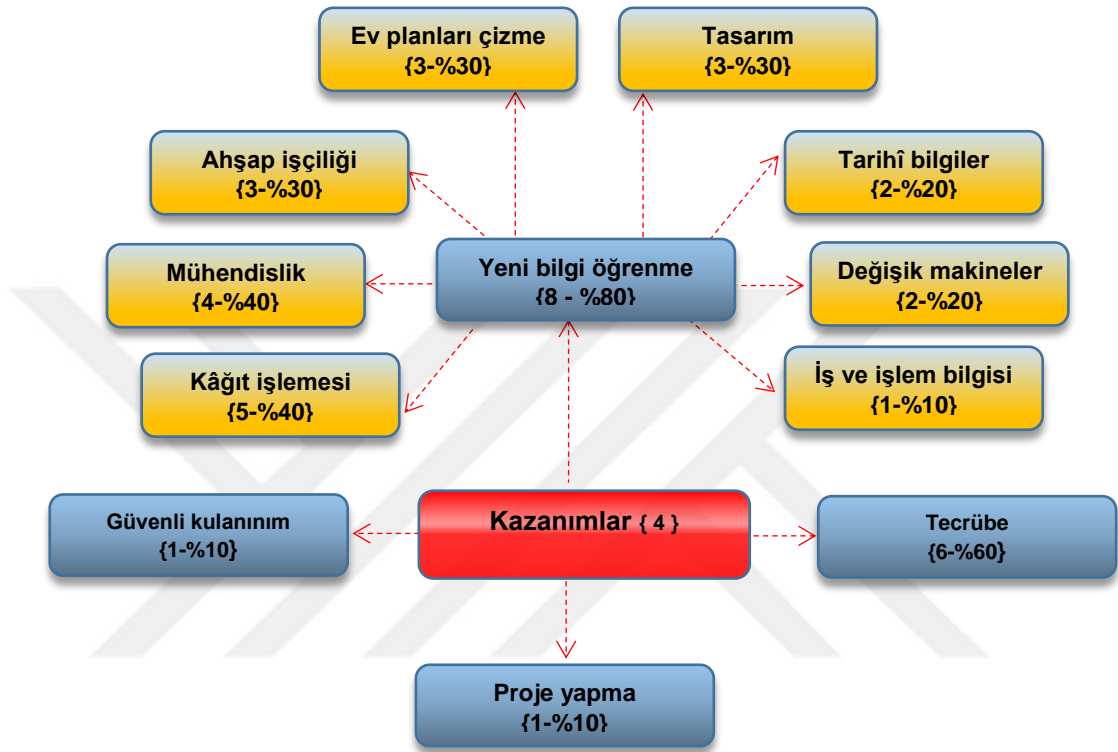 Ev planları çizme
{3-%30}
Tasarım
{3-%30}
Ahşap işçiliği
{3-%30}
Tarihî bilgiler
{2-%20}
Mühendislik
{4-%40}
Yeni bilgi öğrenme
{8 - %80}
Değişik makineler
{2-%20}
Kâğıt işlemesi
{5-%40}
İş ve işlem bilgisi
{1-%10}
Güvenli kulanınım
{1-%10}
Kazanımlar { 4 }
Tecrübe
{6-%60}
Proje yapma
{1-%10}